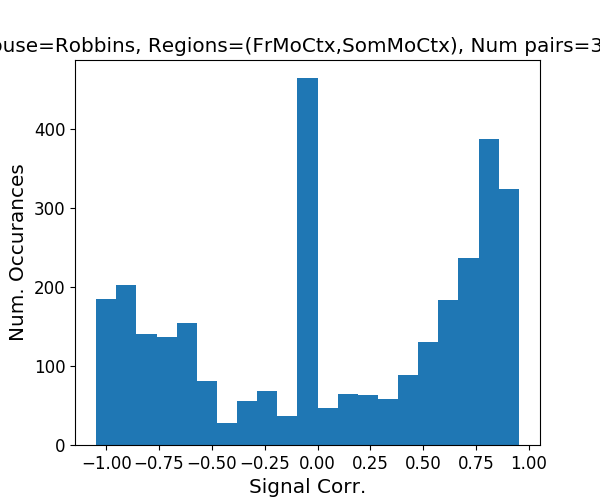 ouse=Robbins, Regions=(FrMoCtx,SomMoCtx), Num pairs=3
Num. Occurances
400
300
200
100
0
−1.00 −0.75 −0.50 −0.25 0.00 0.25 0.50 0.75 1.00
Signal Corr.